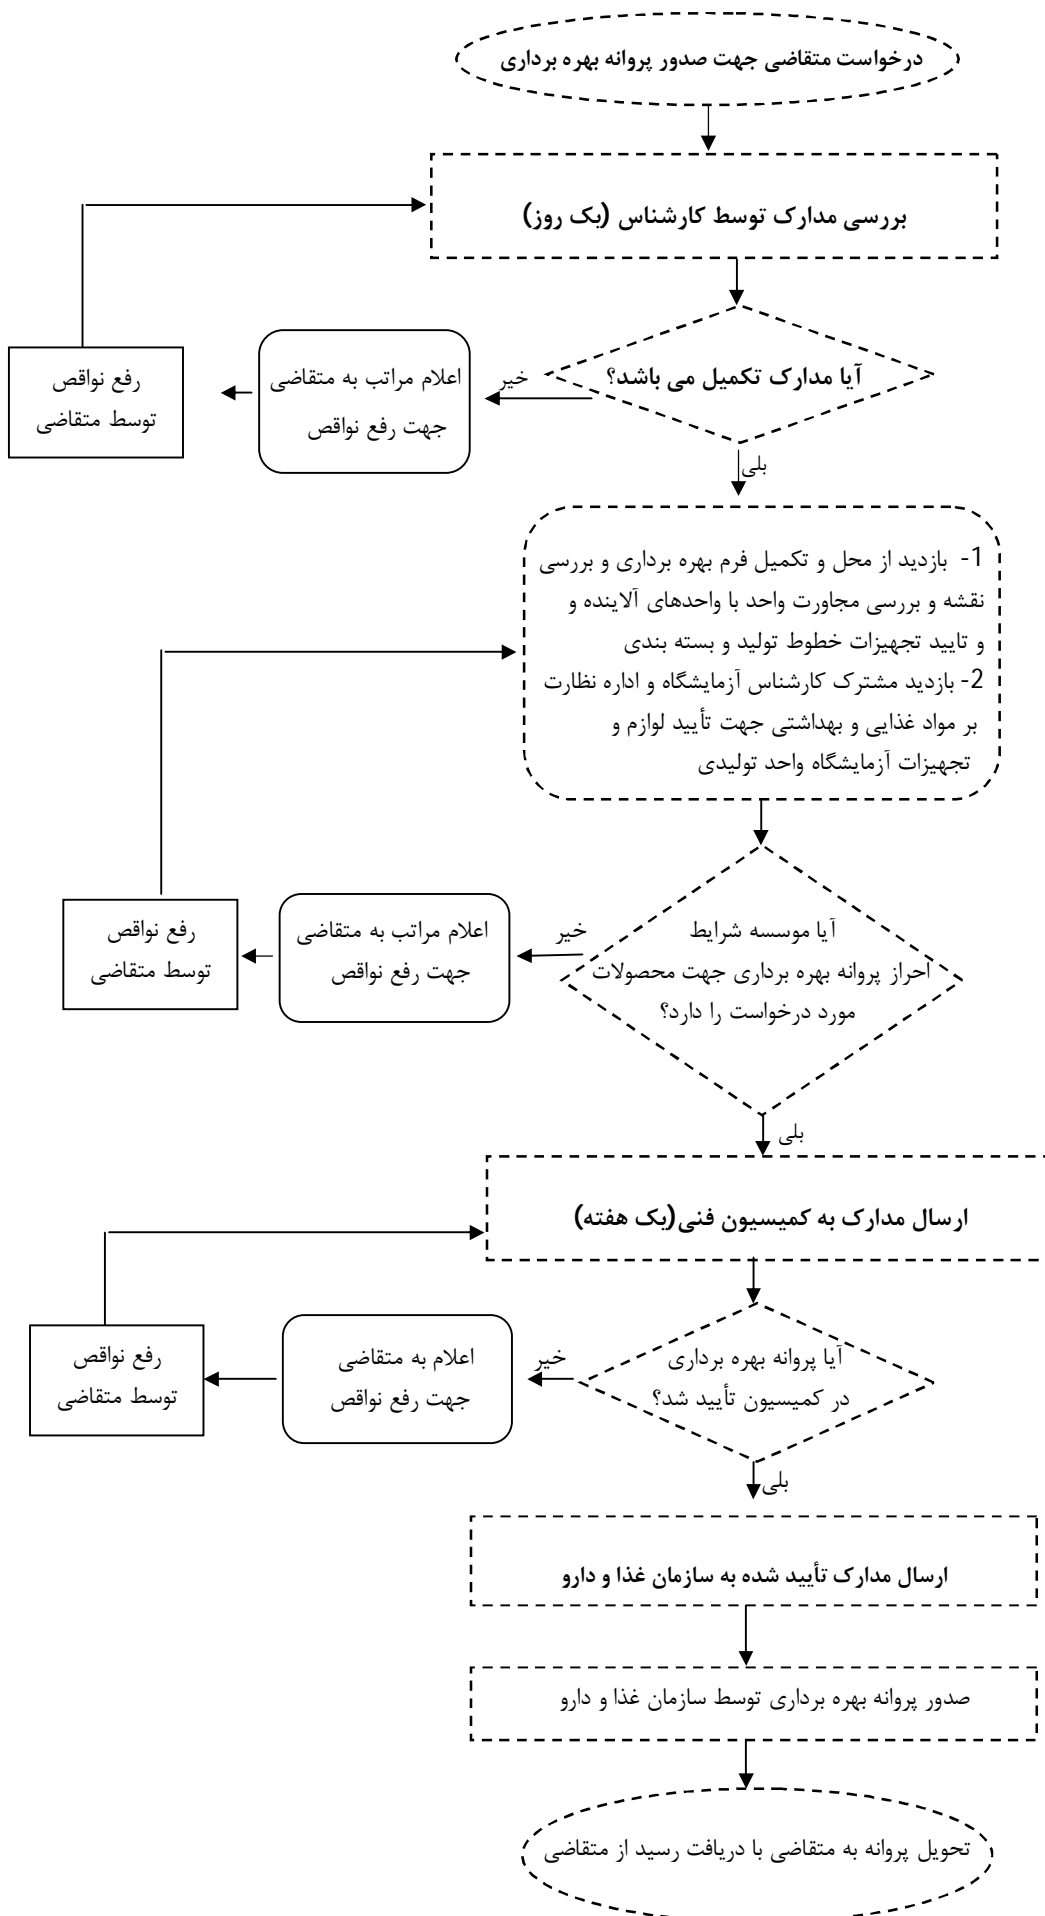 درخواست متقاضی جهت صدور پروانه بهره برداری
بررسی مدارک توسط کارشناس (یک روز)
آیا مدارک تکمیل می باشد؟
خیر
اعلام مراتب به متقاضی
جهت رفع نواقص
رفع نواقص
توسط متقاضی
بلی
1- بازدید از محل و تکمیل فرم بهره برداری و بررسی
نقشه و بررسی مجاورت واحد با واحدهای آلاینده و
و تایید تجهیزات خطوط تولید و بسته بندی
2- بازدید مشترک کارشناس آزمایشگاه و اداره نظارت
بر مواد غذایی و بهداشتی جهت تأیید لوازم و
تجهیزات آزمایشگاه واحد تولیدی
آیا موسسه شرایط
احراز پروانه بهره برداری جهت محصولات
مورد درخواست را دارد؟
خیر
اعلام مراتب به متقاضی
جهت رفع نواقص
رفع نواقص
توسط متقاضی
بلی
ارسال مدارک به کمیسیون فنی(یک هفته)
آیا پروانه بهره برداری
در کمیسیون تأیید شد؟
خیر
اعلام به متقاضی
جهت رفع نواقص
رفع نواقص
توسط متقاضی
بلی
ارسال مدارک تأیید شده به سازمان غذا و دارو
صدور پروانه بهره برداری توسط سازمان غذا و دارو
تحویل پروانه به متقاضی با دریافت رسید از متقاضی